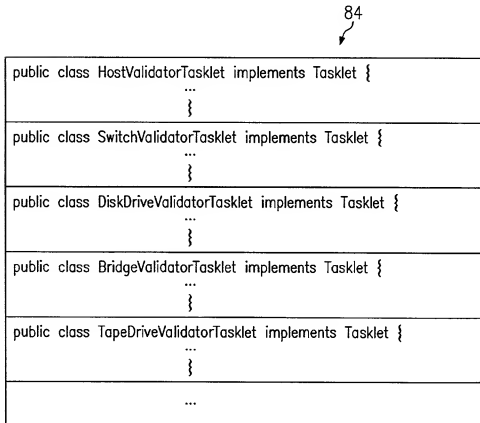 84
public class HostValidatorTasklet implements Tasklet {
...
}
public class SwitchValidatorTasklet implements Tasklet {
...
}
public class DiskDriveValidatorTasklet implements Tasklet {
...
}
public class BridgeValidatorTasklet implements Tasklet {
...
}
public class TapeDriveValidatorTasklet implements Tasklet {
...
}
...